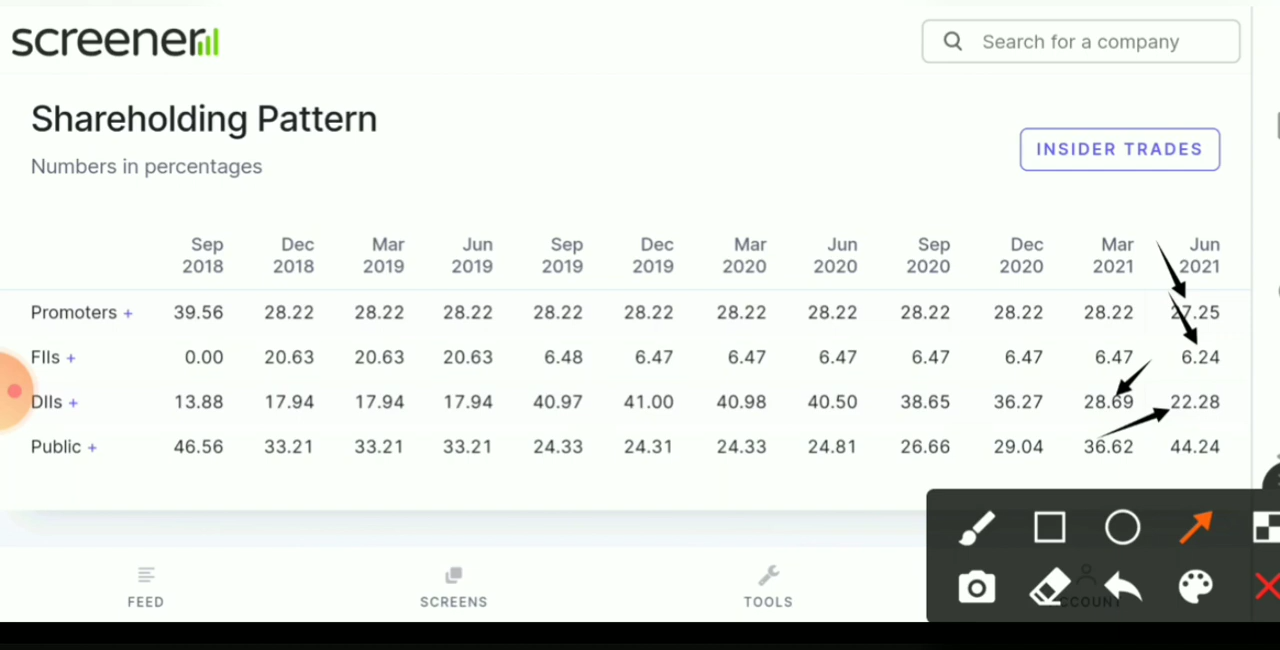 screener
Search for a company
Shareholding Pattern
INSIDER TRADES
Numbers in percentages
Sep Dec Mar Jun Sep Dec Mar Jun Sep Dec Mar Jun
2018 2018 2019 2019 2019 2019 2020 2020 2020 2020 2021 2021
Promoters + 39.56 28.22 28.22 28.22 28.22 28.22 28.22 28.22 28.22 28.22 28.22 27.25
FIIs + 0.00 20.63 20.63 20.63 6.48 6.47 6.47 6.47 6.47 6.47 6.47 6.24
DIIs + 13.88 17.94 17.94 17.94 40.97 41.00 40.98 40.50 38.65 36.27 28.69 22.28
Public + 46.56 33.21 33.21 33.21 24.33 24.31 24.33 24.81 26.66 29.04 36.62 44.24
FEED SCREENS TOOLS ACCOUNT